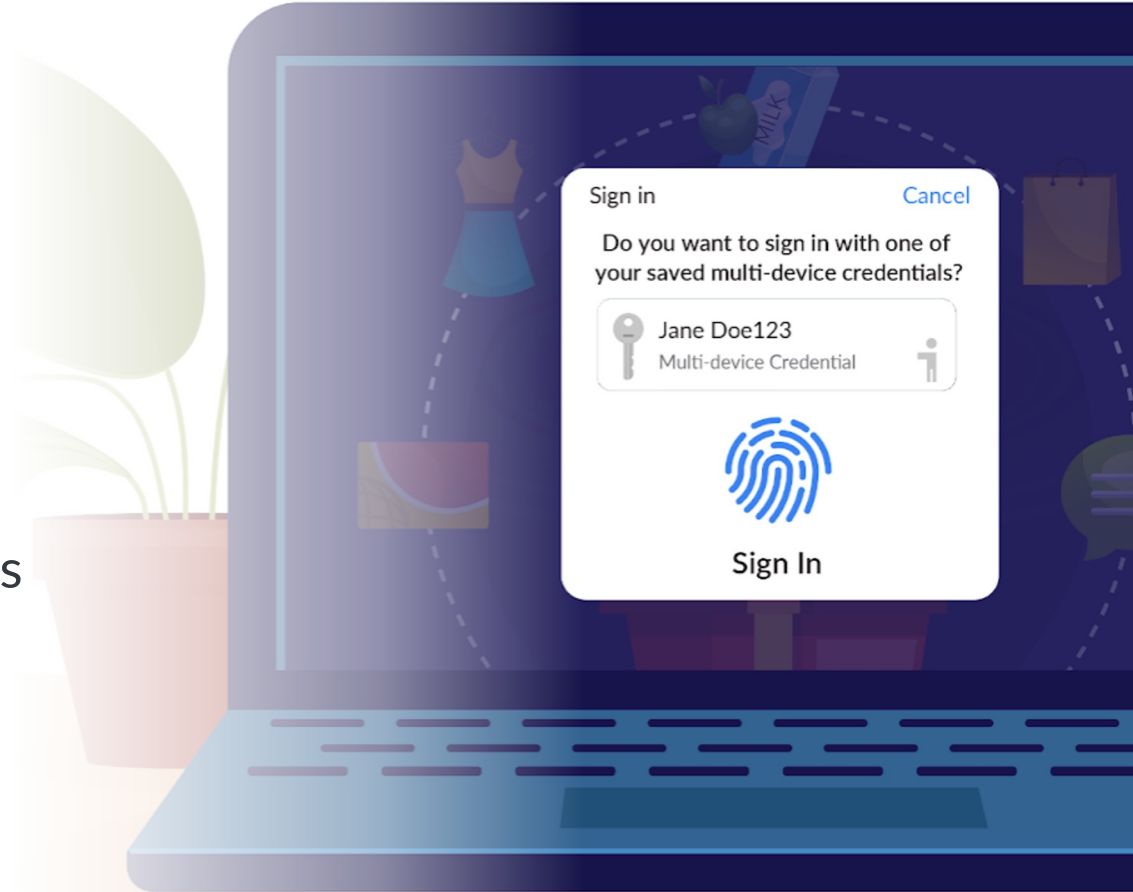 MILK
Sign in
Cancel
Do you want to sign in with one of
your saved multi-device credentials?
Jane Doe123
Multi-device Credential
Sign In
s